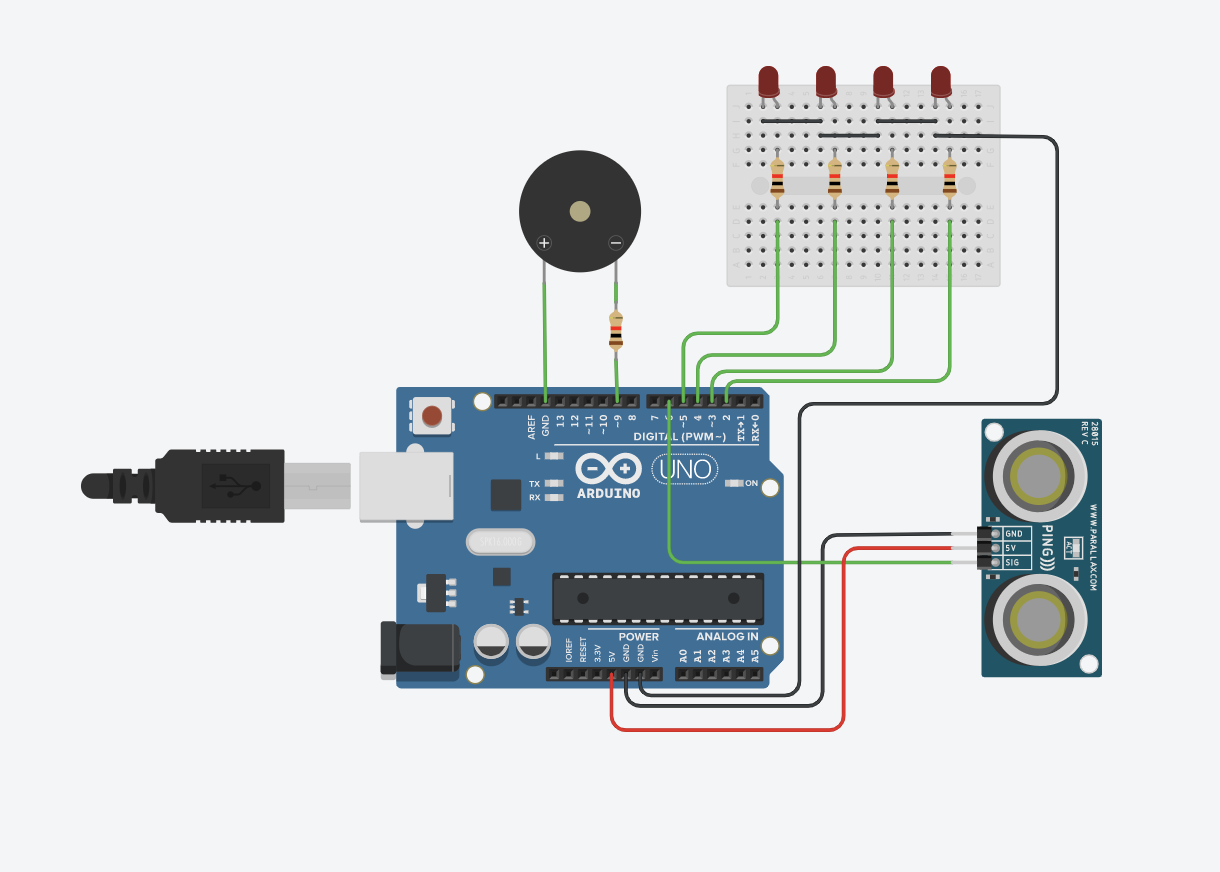 +
−
AREF
GND
13
12
~11
~10
~9
8
7
~5
4
~3
2
TX→1
RX←0
DIGITAL (PWM~)
L
TX
RX
ARDUINO
UNO
ON
POWER
ANALOG IN
IOREF
RESET
3.3V
5V
GND
GND
Vin
A0
A1
A2
A3
A4
A5
28015
REV C
WWW.PARALLAX.COM
PING)))
ACT
GND
5V
SIG